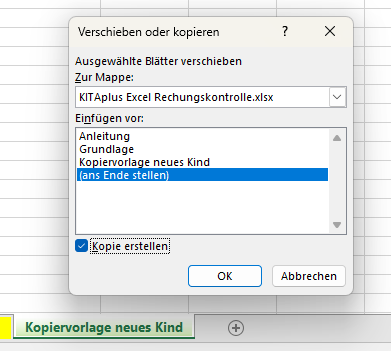 Verschieben oder kopieren
Ausgewählte Blätter verschieben
Zur Mappe:
KITAplus Excel Rechungskontrolle.xlsx
Einfügen vor:
Anleitung
Grundlage
Kopiervorlage neues Kind
(ans Ende stellen)
Kopie erstellen
OK
Abbrechen
Kopiervorlage neues Kind